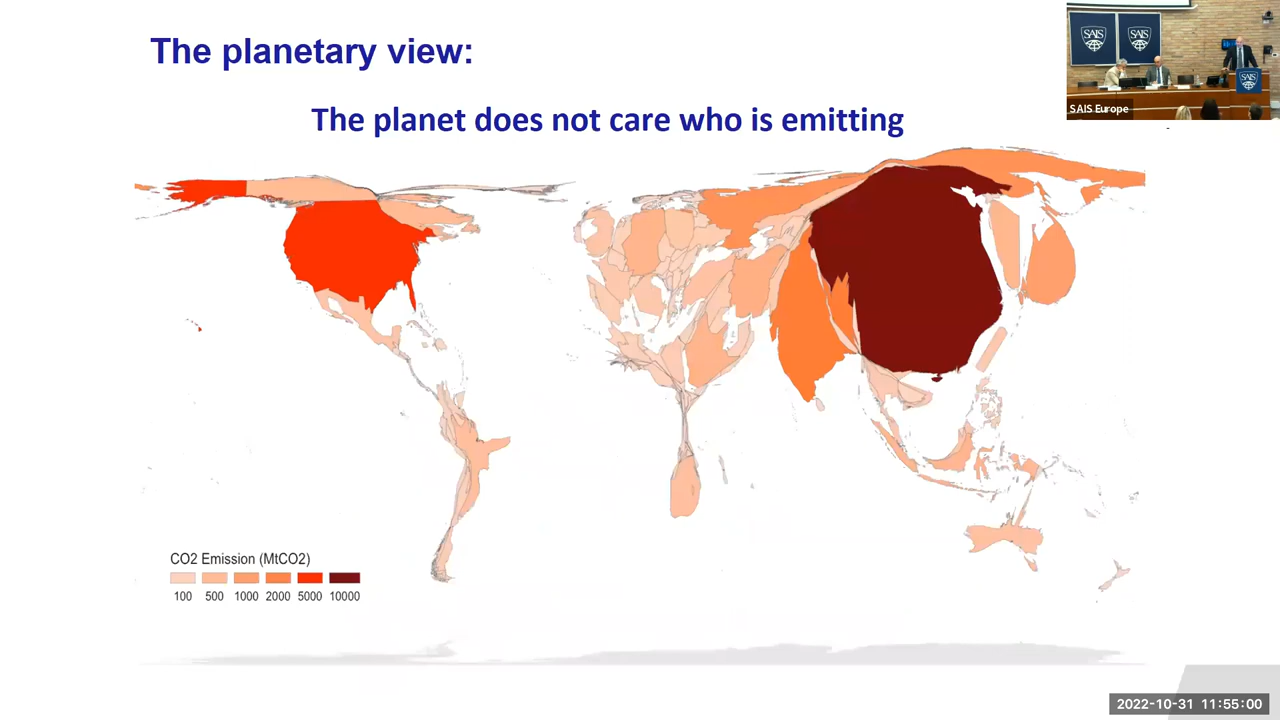 The planetary view:
The planet does not care who is emitting
SAIS
SAIS
SAIS
SAIS Europe
CO2 Emission (MtCO2)
100 500 1000 2000 5000 10000
2022-10-31 11:55:00